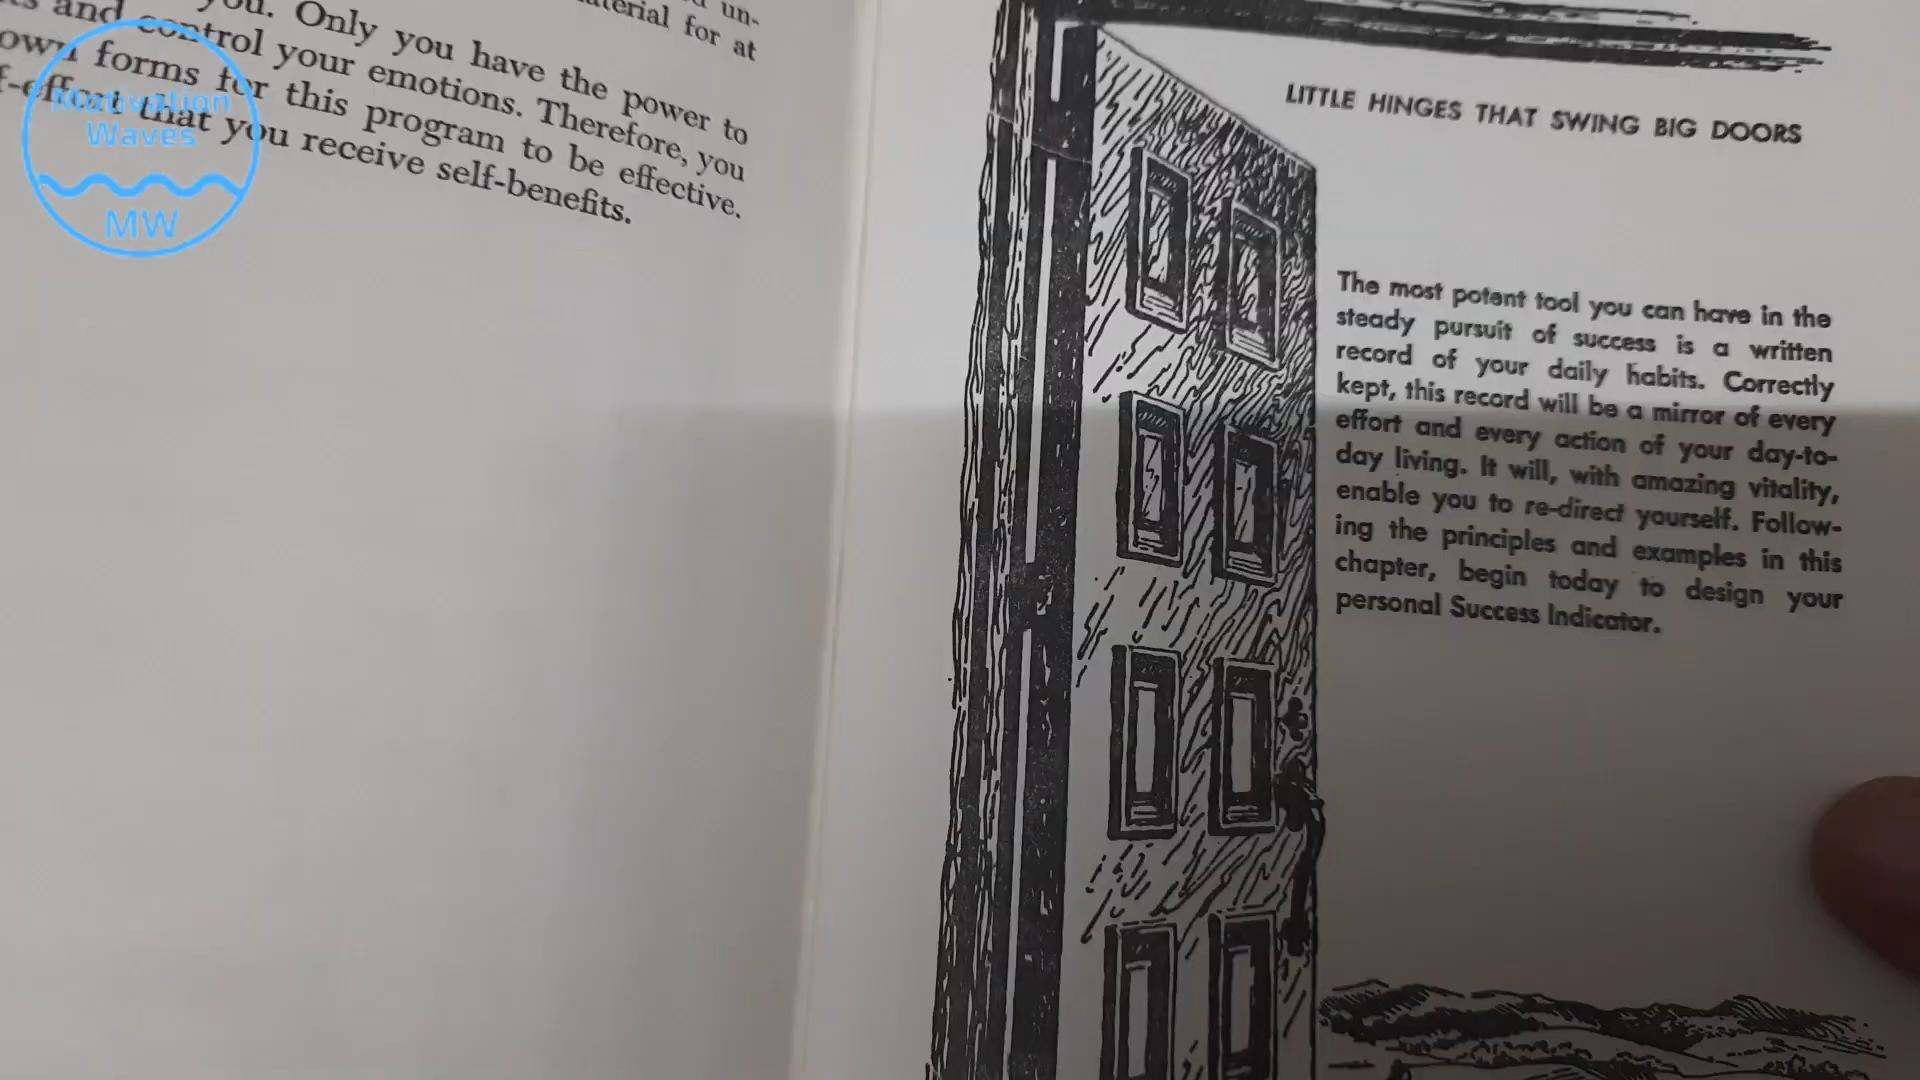 Motivation
Waves
MW
un-
material for at
you. Only you have the power to
and control your emotions. Therefore, you
own forms for this program to be effective.
that you receive self-benefits.
LITTLE HINGES THAT SWING BIG DOORS
The most potent tool you can have in the
steady pursuit of success is a written
record of your daily habits. Correctly
kept, this record will be a mirror of every
effort and every action of your day-to-
day living. It will, with amazing vitality,
enable you to re-direct yourself. Follow-
ing the principles and examples in this
chapter, begin today to design your
personal Success Indicator.